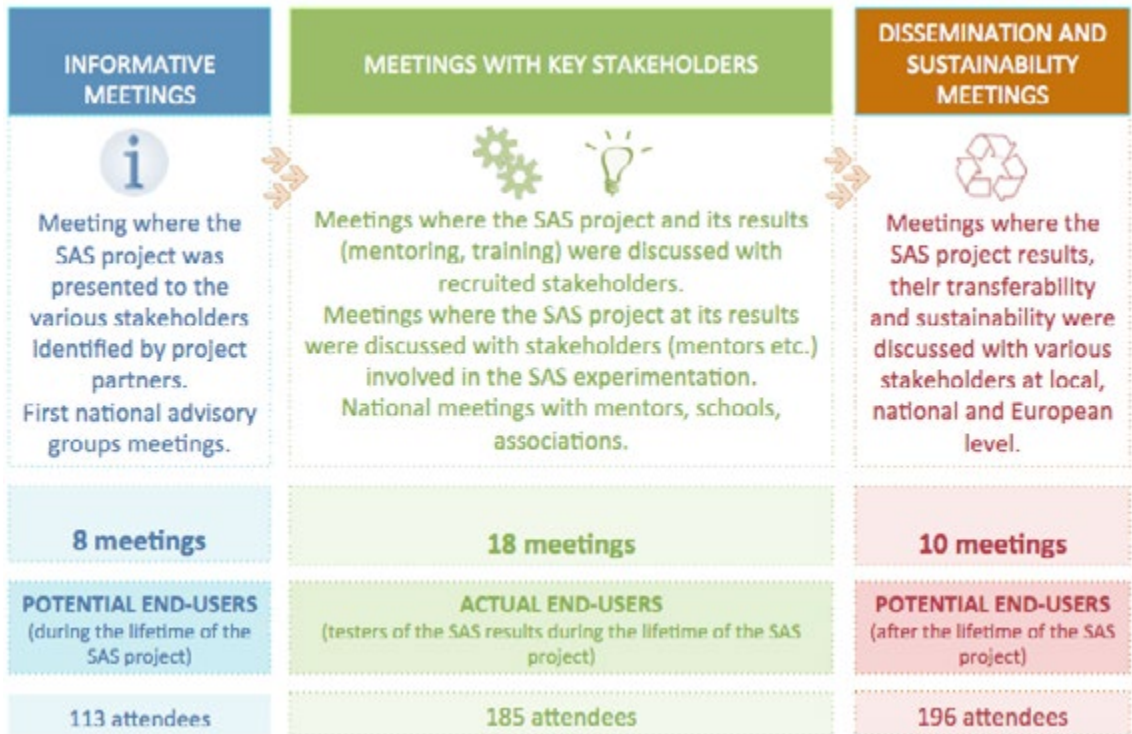 INFORMATIVE
MEETINGS
MEETINGS WITH KEY STAKEHOLDERS
DISSEMINATION AND
SUSTAINABILITY
MEETINGS
i
Meeting where the
SAS project was
presented to the
various stakeholders
identified by project
partners.
First national advisory
groups meetings.
Meetings where the SAS project and its results
(mentoring, training) were discussed with
recruited stakeholders.
Meetings where the SAS project at its results
were discussed with stakeholders (mentors etc.)
involved in the SAS experimentation.
National meetings with mentors, schools,
associations.
Meetings where the
SAS project results,
their transferability
and sustainability were
discussed with various
stakeholders at local,
national and European
level.
8 meetings
18 meetings
10 meetings
POTENTIAL END-USERS
(during the lifetime of the
SAS project)
ACTUAL END-USERS
(testers of the SAS results during the lifetime of the SAS
project)
POTENTIAL END-USERS
(after the lifetime of the SAS
project)
113 attendees
185 attendees
196 attendees